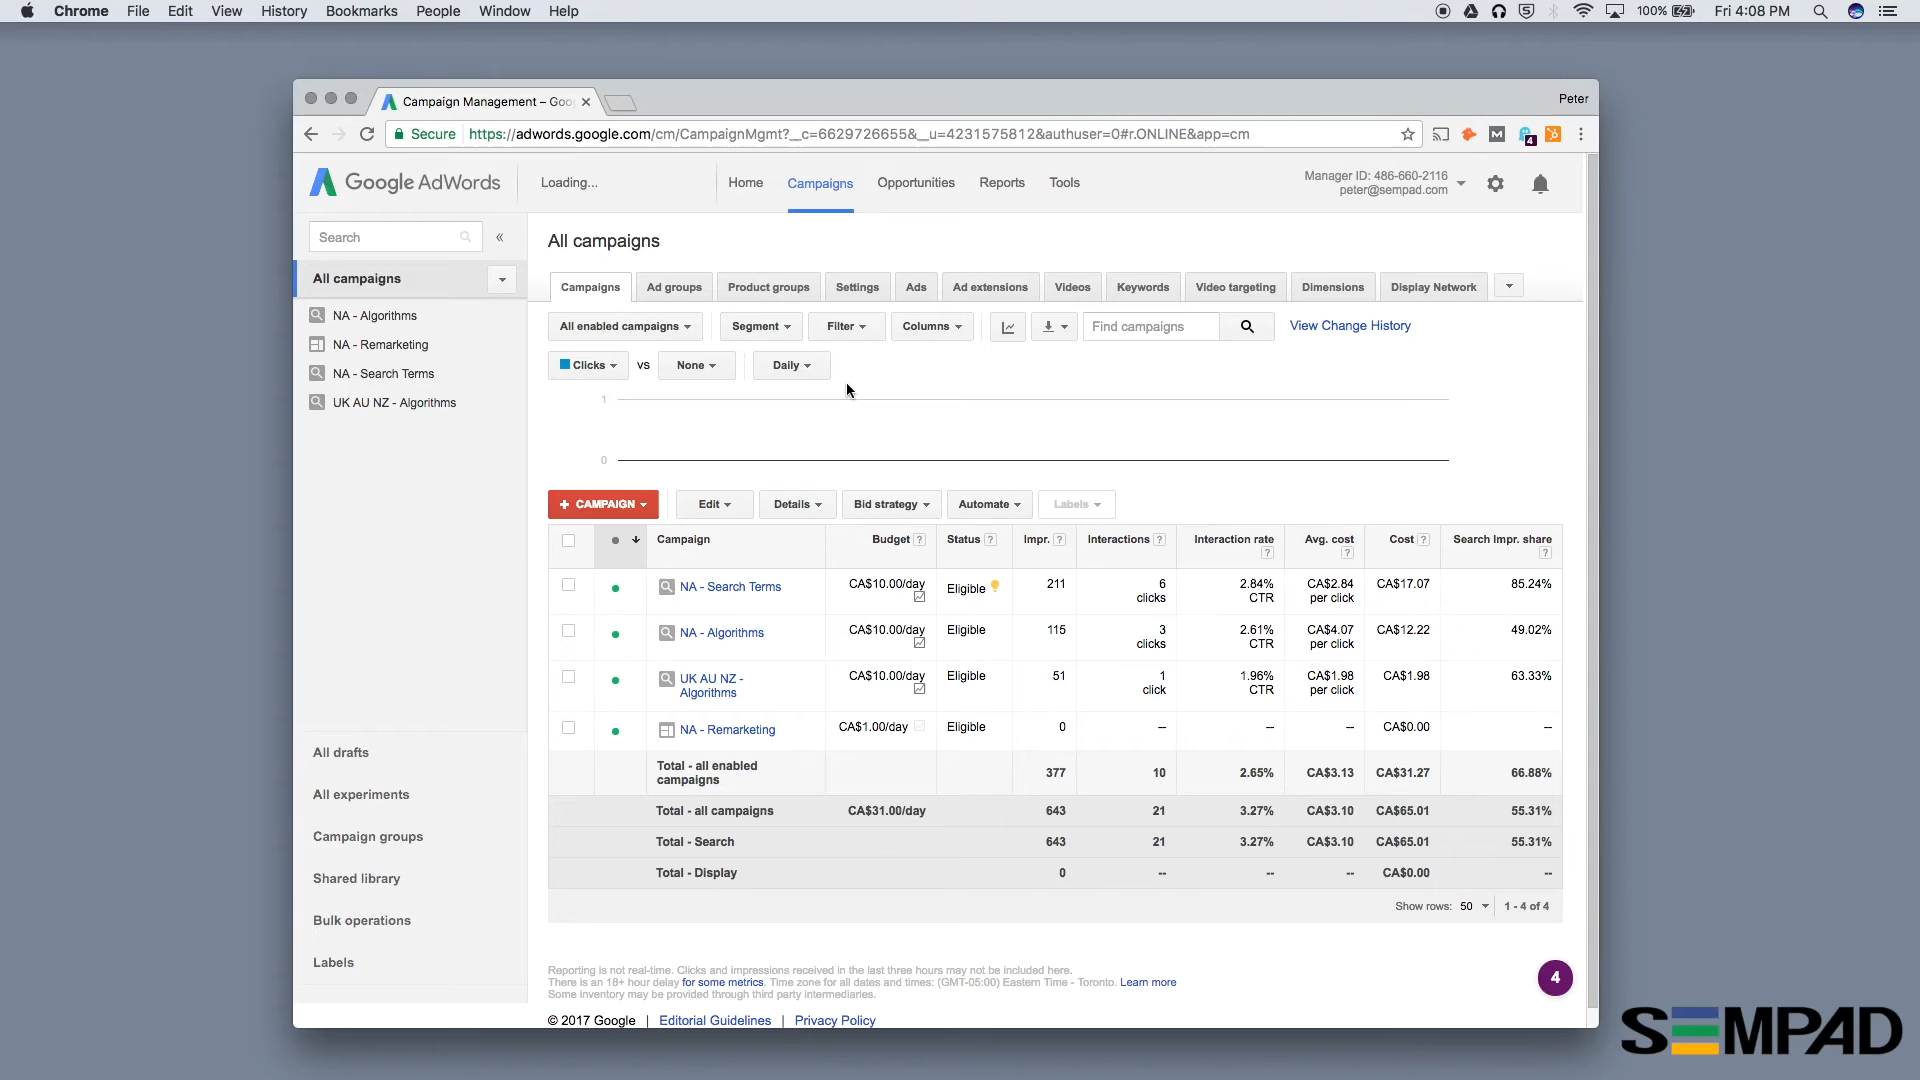 Chrome File Edit View History Bookmarks People Window Help 100% Fri 4:08 PM
Campaign Management – Goo Peter
Secure https://adwords.google.com/cm/CampaignMgmt?__c=6629726655&__u=4231575812&authuser=0#r.ONLINE&app=cm
4
Google AdWords Loading... Home Campaigns Opportunities Reports Tools
Manager ID: 486-660-2116
peter@sempad.com
Search «
All campaigns
NA - Algorithms
NA - Remarketing
NA - Search Terms
UK AU NZ - Algorithms
All drafts
All experiments
Campaign groups
Shared library
Bulk operations
Labels
All campaigns
Campaigns Ad groups Product groups Settings Ads Ad extensions Videos Keywords Video targeting Dimensions Display Network
All enabled campaigns Segment Filter Columns Find campaigns View Change History
Clicks vs None Daily
1
0
+ CAMPAIGN Edit Details Bid strategy Automate Labels
Campaign Budget ? Status ? Impr. ? Interactions ? Interaction rate ? Avg. cost ? Cost ? Search Impr. share ?
NA - Search Terms CA$10.00/day Eligible 211 6 clicks 2.84% CTR CA$2.84 per click CA$17.07 85.24%
NA - Algorithms CA$10.00/day Eligible 115 3 clicks 2.61% CTR CA$4.07 per click CA$12.22 49.02%
UK AU NZ - Algorithms CA$10.00/day Eligible 51 1 click 1.96% CTR CA$1.98 per click CA$1.98 63.33%
NA - Remarketing CA$1.00/day Eligible 0 -- -- -- CA$0.00 --
Total - all enabled campaigns 377 10 2.65% CA$3.13 CA$31.27 66.88%
Total - all campaigns CA$31.00/day 643 21 3.27% CA$3.10 CA$65.01 55.31%
Total - Search 643 21 3.27% CA$3.10 CA$65.01 55.31%
Total - Display 0 -- -- -- CA$0.00 --
Show rows: 50 1 - 4 of 4
Reporting is not real-time. Clicks and impressions received in the last three hours may not be included here.
There is an 18+ hour delay for some metrics. Time zone for all dates and times: (GMT-05:00) Eastern Time - Toronto. Learn more
Some inventory may be provided through third party intermediaries.
4
© 2017 Google | Editorial Guidelines | Privacy Policy
SEMPAD